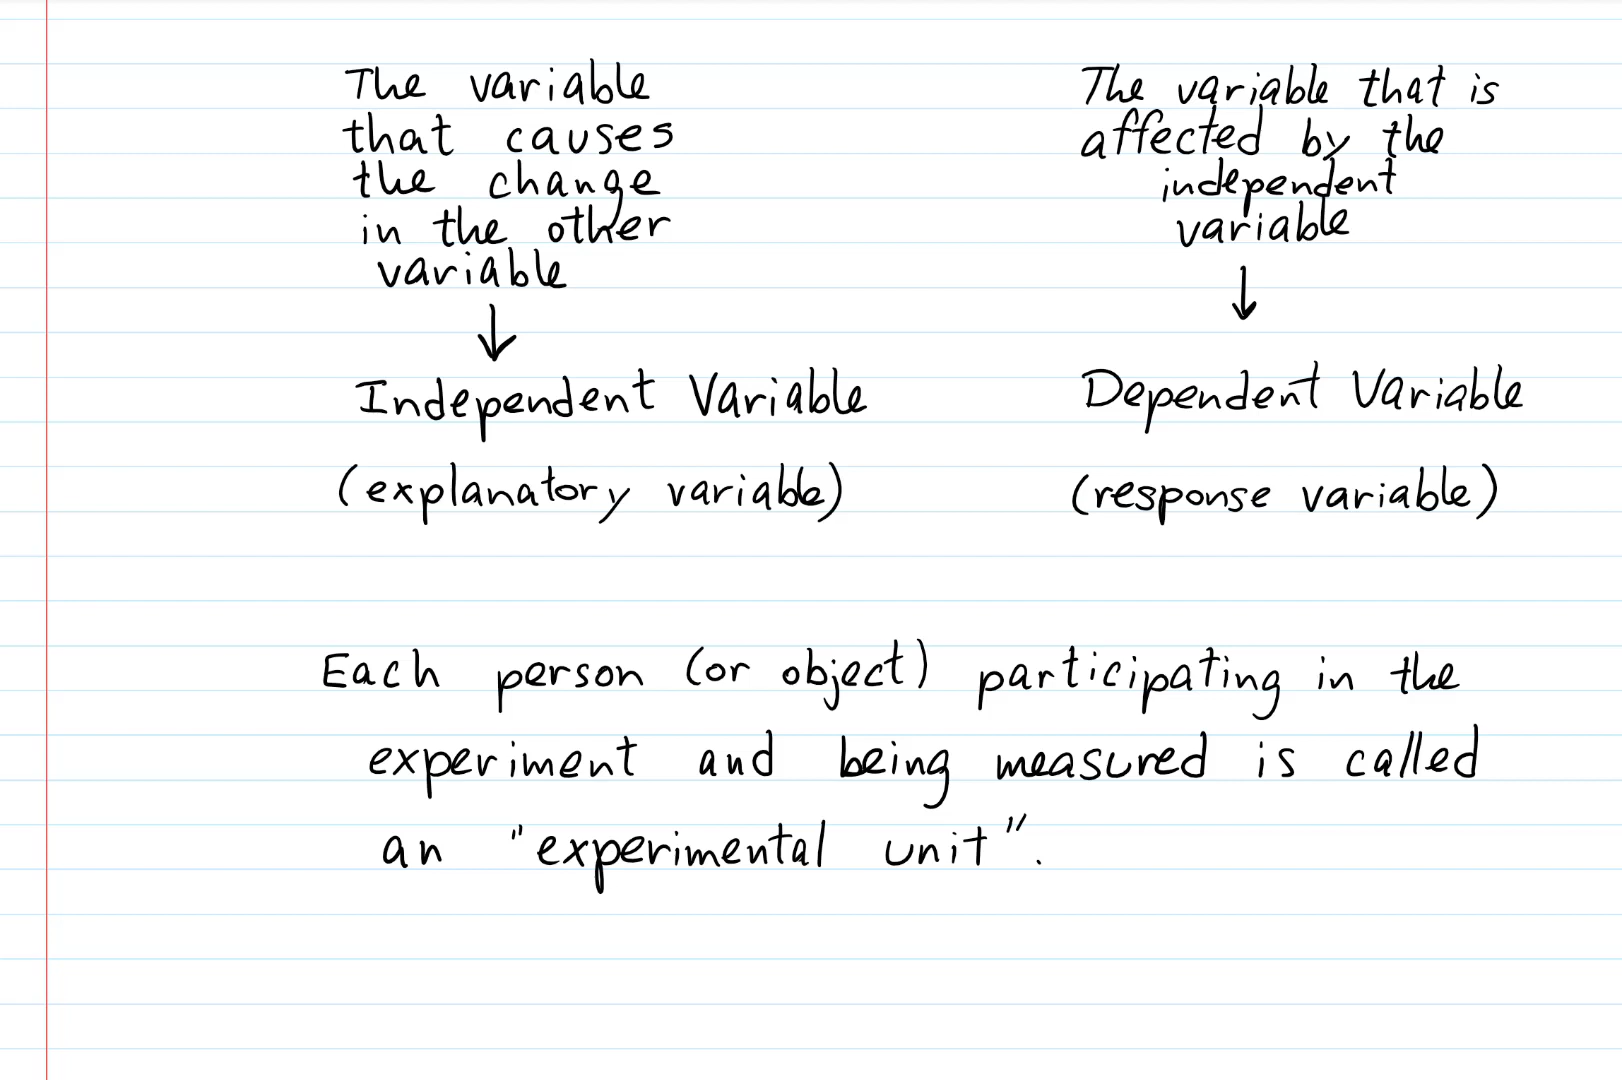 The variable
that causes
the change
in the other
variable
↓
Independent Variable
(explanatory variable)
The variable that is
affected by the
independent
variable
↓
Dependent Variable
(response variable)
Each person (or object) participating in the
experiment and being measured is called
an "experimental unit".